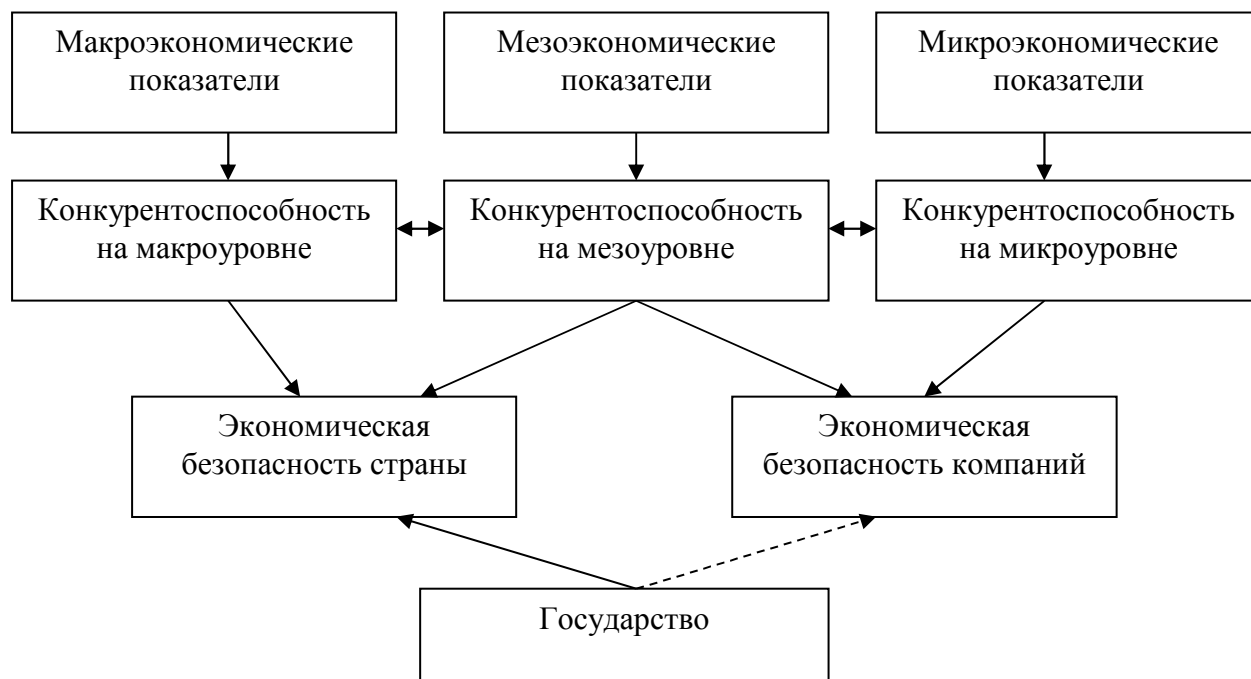 Макроэкономические
показатели
Мезоэкономические
показатели
Микроэкономические
показатели
Конкурентоспособность
на макроуровне
Конкурентоспособность
на мезоуровне
Конкурентоспособность
на микроуровне
Экономическая
безопасность страны
Экономическая
безопасность компаний
Государство